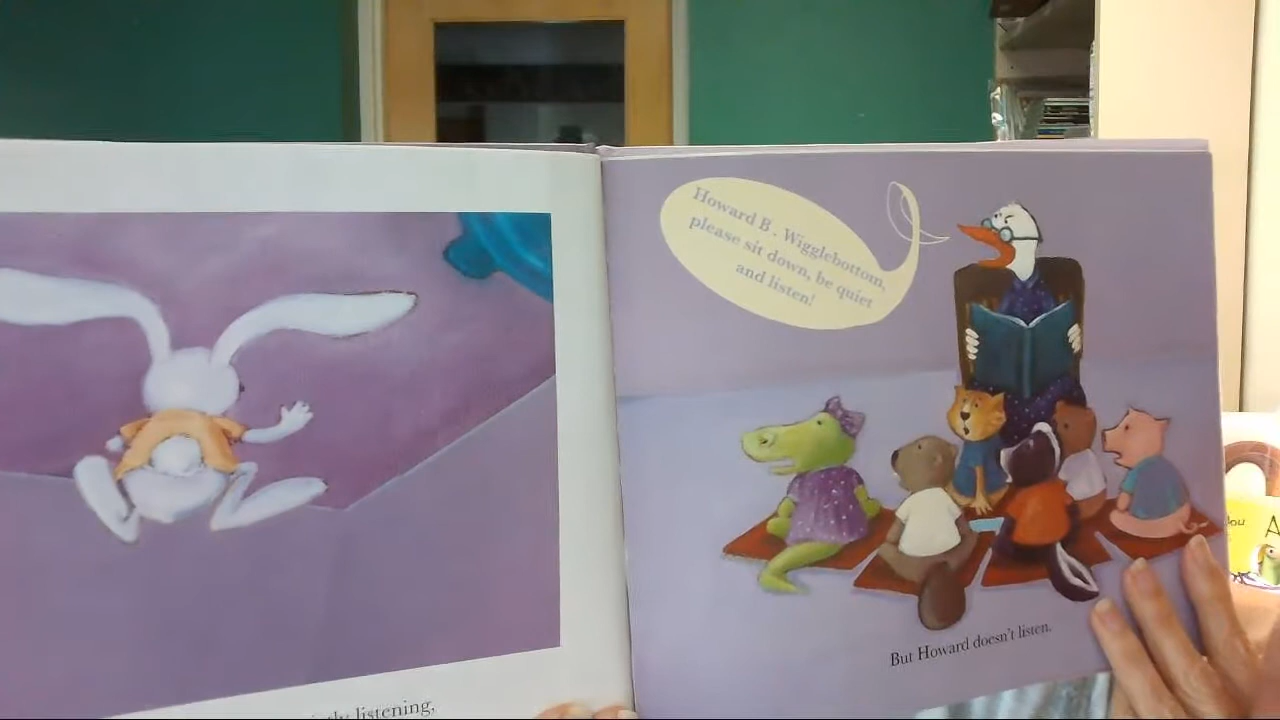 listening,
Howard B. Wigglebottom,
please sit down, be quiet
and listen!
But Howard doesn't listen.